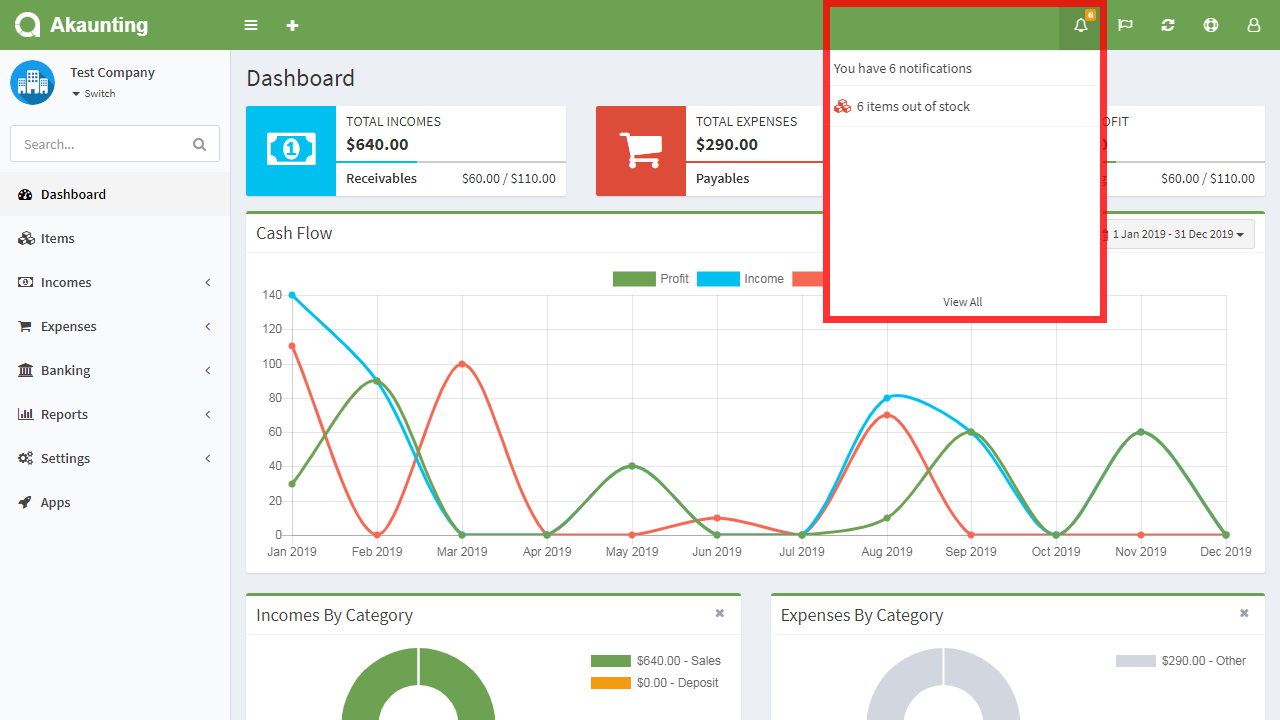 Akaunting
6
Test Company
Switch
Search...
Dashboard
Items
Incomes
Expenses
Banking
Reports
Settings
Apps
Dashboard
You have 6 notifications
6 items out of stock
View All
TOTAL INCOMES
$640.00
Receivables $60.00 / $110.00
TOTAL EXPENSES
$290.00
Payables
OFIT
$60.00 / $110.00
Cash Flow
1 Jan 2019 - 31 Dec 2019
Profit Income
140
120
100
80
60
40
20
0
Jan 2019 Feb 2019 Mar 2019 Apr 2019 May 2019 Jun 2019 Jul 2019 Aug 2019 Sep 2019 Oct 2019 Nov 2019 Dec 2019
Incomes By Category
$640.00 - Sales
$0.00 - Deposit
Expenses By Category
$290.00 - Other